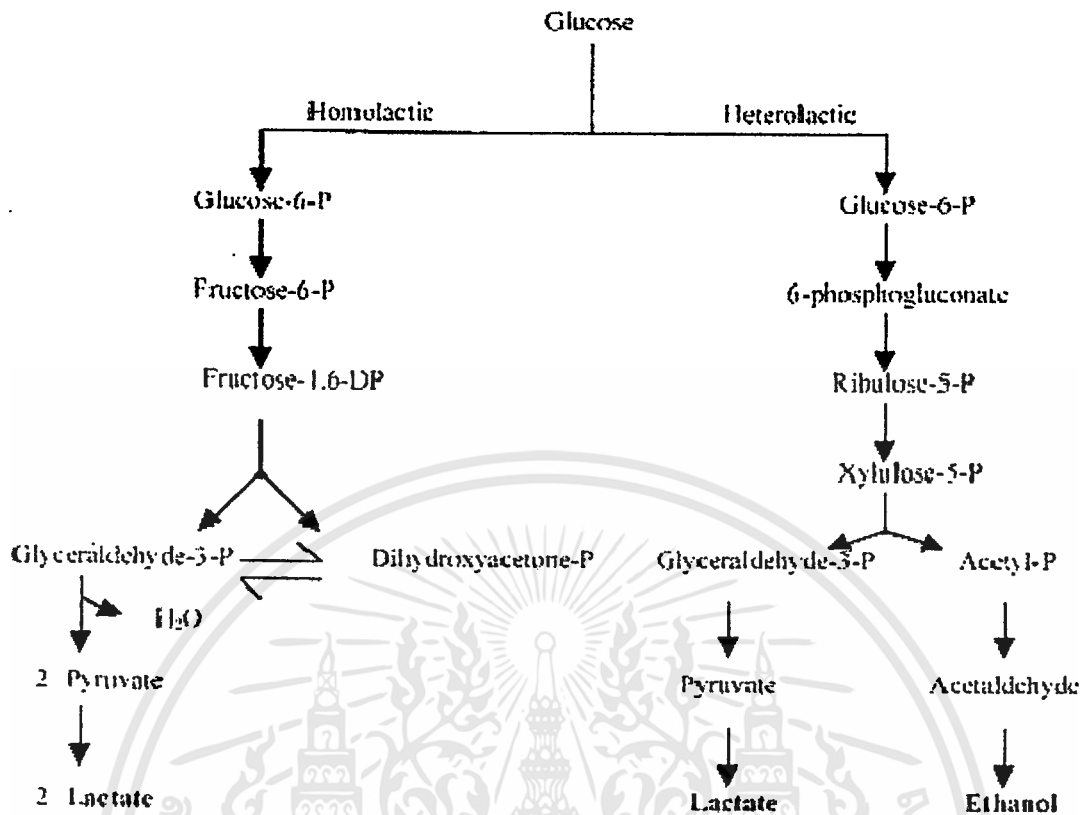 Glucose
Homolactic
Heterolactic
Glucose-6-P
Glucose-6-P
Fructose-6-P
6-phosphogluconate
Fructose-1.6-DP
Ribulose-5-P
Xylulose-5-P
Glyceraldehyde-3-P
Dihydroxyacetone-P
Glyceraldehyde-3-P
Acetyl-P
H₂O
2 Pyruvate
Pyruvate
Acetaldehyde
2 Lactate
Lactate
Ethanol